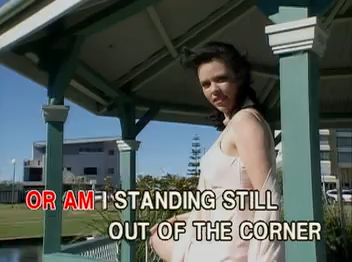 OR AM I STANDING STILL
OUT OF THE CORNER